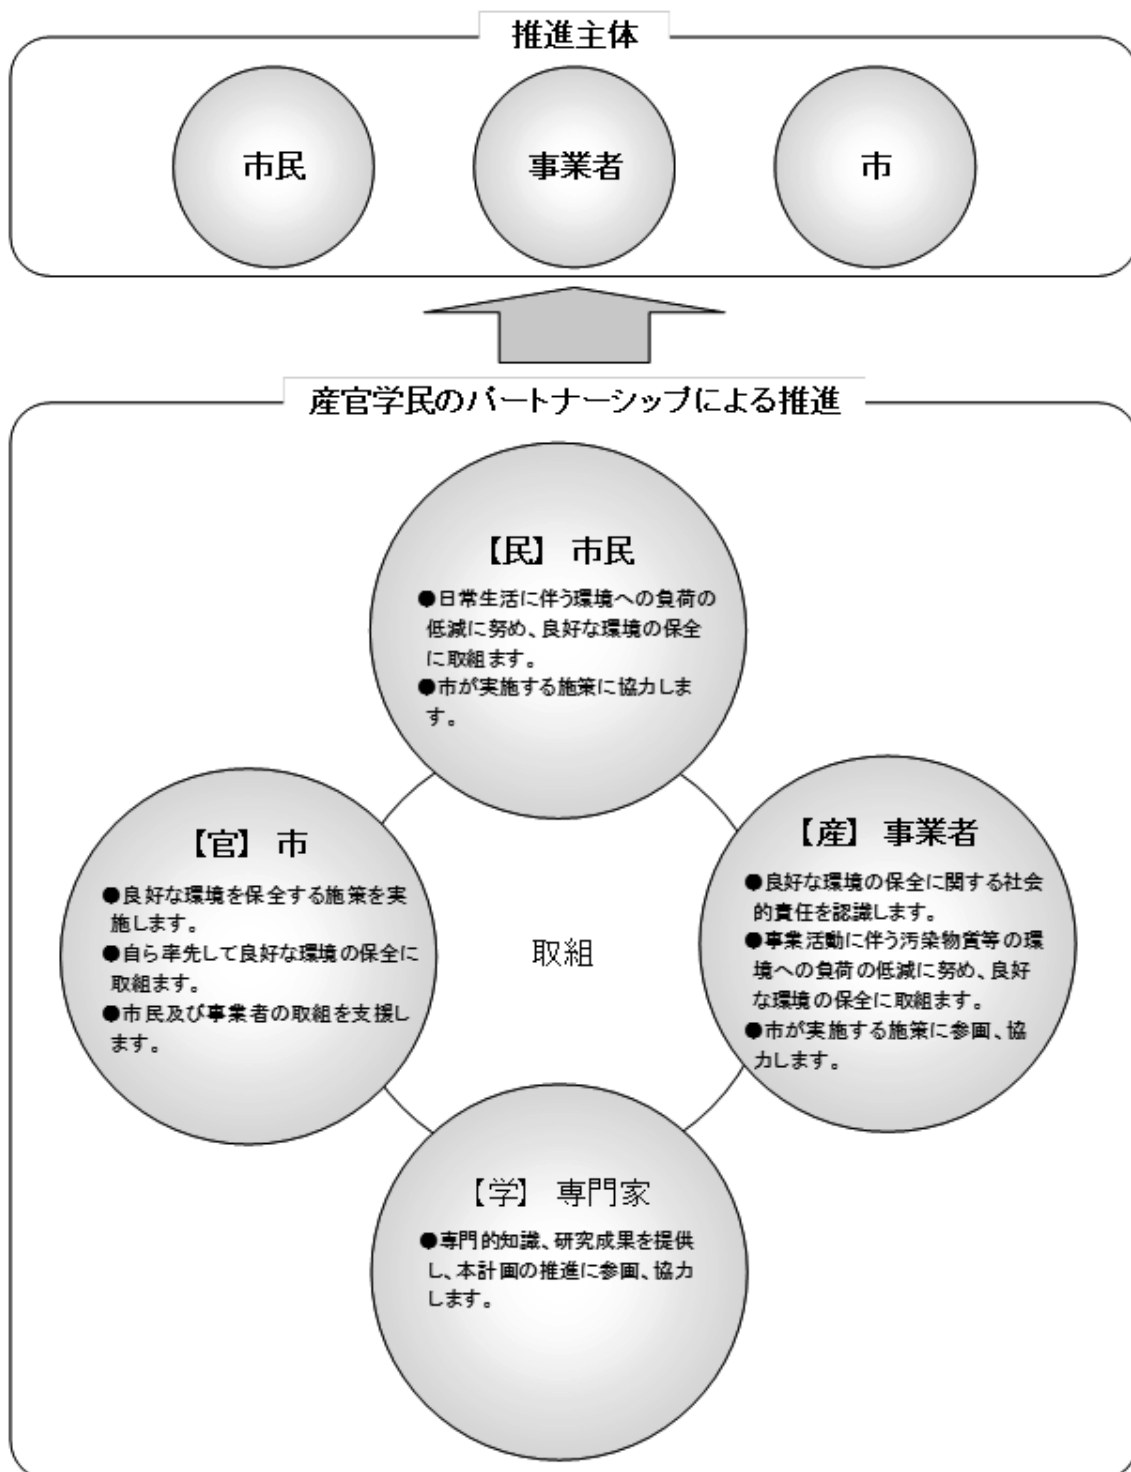 推進主体
市民
事業者
市
産官学民のパートナーシップによる推進
【民】 市民
●日常生活に伴う環境への負荷の
低減に努め、良好な環境の保全
に取組ます。
●市が実施する施策に協力しま
す。
【官】 市
●良好な環境を保全する施策を実
施します。
●自ら率先して良好な環境の保全に
取組ます。
●市民及び事業者の取組を支援し
ます。
取組
【産】 事業者
●良好な環境の保全に関する社会
的責任を認識します。
●事業活動に伴う汚染物質等の環
境への負荷の低減に努め、良好
な環境の保全に取組ます。
●市が実施する施策に参画、協
力します。
【学】 専門家
●専門的知識、研究成果を提供
し、本計画の推進に参画、協力
します。